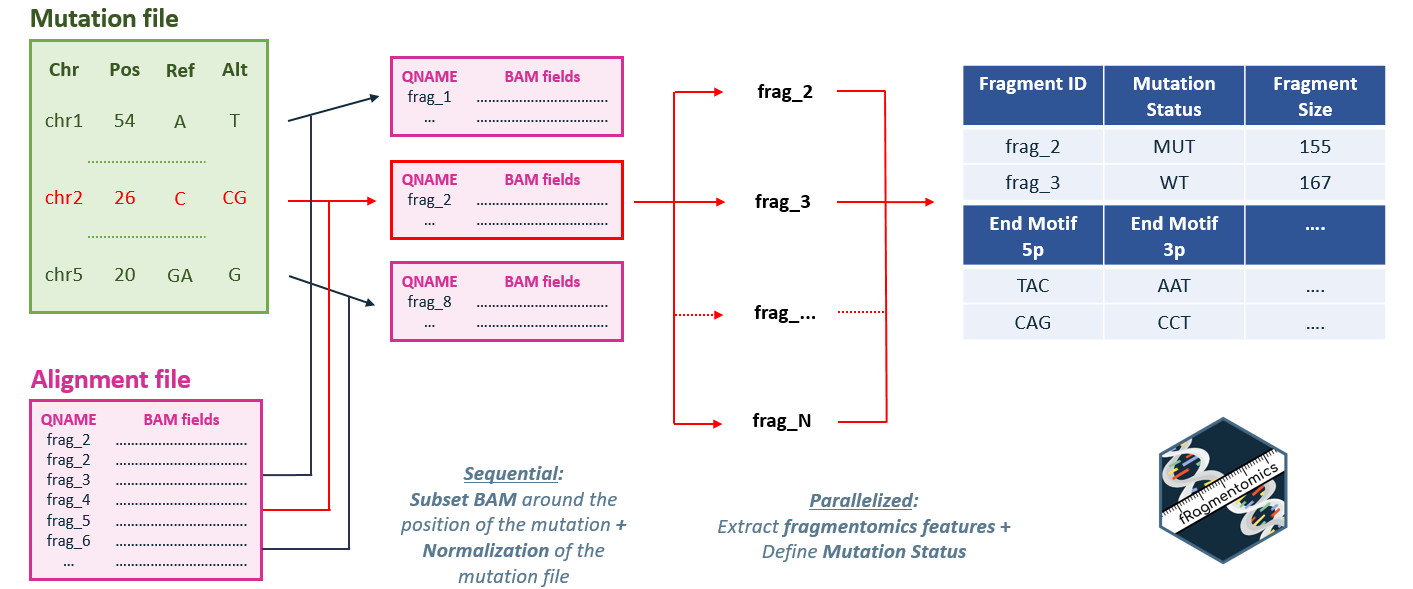 Mutation file
Chr Pos Ref Alt
chr1 54 A T
chr2 26 C CG
chr5 20 GA G
Alignment file
QNAME BAM fields
frag_2 .................................
frag_2 .................................
frag_3 .................................
frag_4 .................................
frag_5 .................................
frag_6 .................................
... .................................
QNAME BAM fields
frag_1 .................................
... .................................
QNAME BAM fields
frag_2 .................................
... .................................
QNAME BAM fields
frag_8 .................................
... .................................
Sequential:
Subset BAM around the
position of the mutation +
Normalization of the
mutation file
frag_2
frag_3
frag_...
frag_N
Parallelized:
Extract fragmentomics features +
Define Mutation Status
Fragment ID Mutation Status Fragment Size
frag_2 MUT 155
frag_3 WT 167
End Motif 5p End Motif 3p ....
TAC AAT ....
CAG CCT ....
fRagmentomics